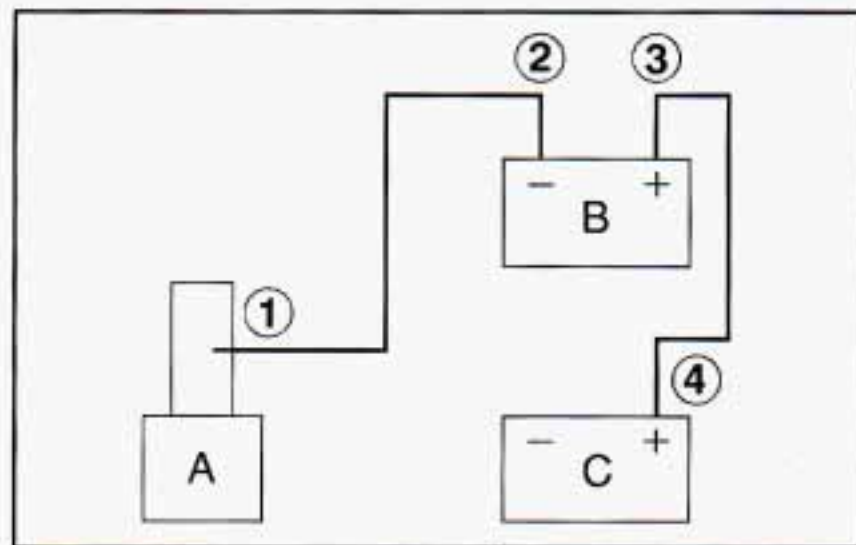 ② ③
− +
B
①
④
− +
A C